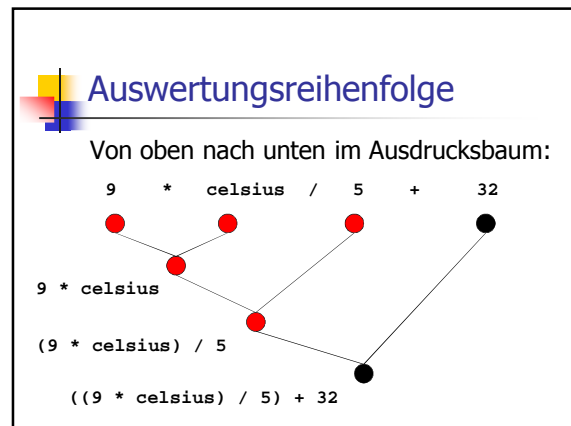 Auswertungsreihenfolge
Von oben nach unten im Ausdrucksbaum:
9 * celsius / 5 + 32
9 * celsius
(9 * celsius) / 5
((9 * celsius) / 5) + 32